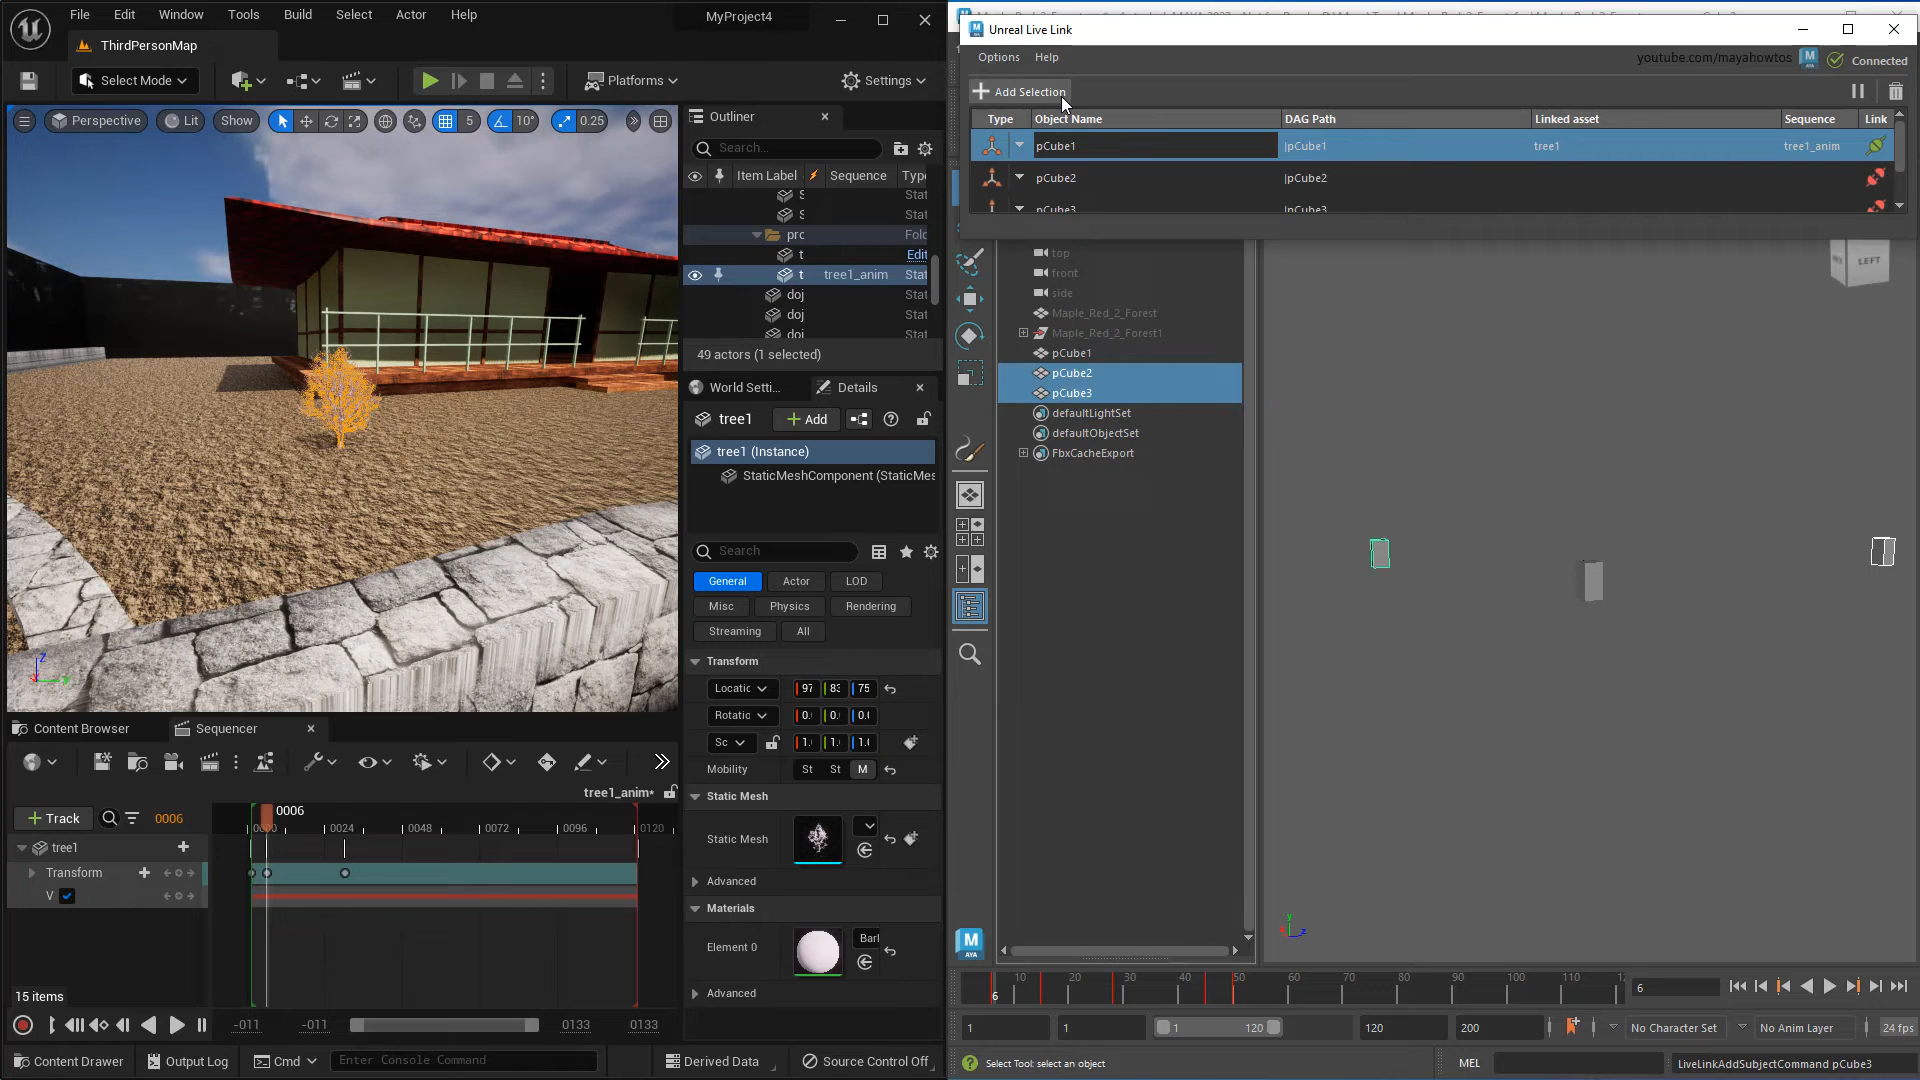 File Edit Window Tools Build Select Actor Help
MyProject4
ThirdPersonMap
Select Mode
Platforms
Settings
Perspective Lit Show 5 10° 0.25
Outliner
Search...
Item Label Sequence
Stat
Stat
prc Fold
t Edit
t tree1_anim Stat
doj Stat
doj Stat
doj Stat
49 actors (1 selected)
World Setti... Details
tree1 Add
tree1 (Instance)
StaticMeshComponent (StaticMes
Search
General Actor LOD
Misc Physics Rendering
Streaming All
Transform
Locatic 97 83 75
Rotatio 0. 0. 0.(
Sc 1. 1. 1.(
Mobility St St M
Static Mesh
Static Mesh
Advanced
Materials
Element 0 Barl
Advanced
Content Browser Sequencer
tree1_anim*
Track 0006
0006
0000 0024 0048 0072 0096 0120
tree1
Transform
V
15 items
-011 -011 0133 0133
Content Drawer Output Log Cmd Enter Console Command Derived Data Source Control Off
Unreal Live Link
Options Help
youtube.com/mayahowtos Connected
Add Selection
Type Object Name DAG Path Linked asset Sequence Link
pCube1 |pCube1 tree1 tree1_anim
pCube2 |pCube2
pCube3 |pCube3
top
front
side
Maple_Red_2_Forest
Maple_Red_2_Forest1
pCube1
pCube2
pCube3
defaultLightSet
defaultObjectSet
FbxCacheExport
LEFT
y
z
Z
M
AYA
10 20 30 40 50 60 70 80 90 100 110 12
6
6
1 1 1 120 120 200 No Character Set No Anim Layer 24 fps
Select Tool: select an object
MEL
LiveLinkAddSubjectCommand pCube3